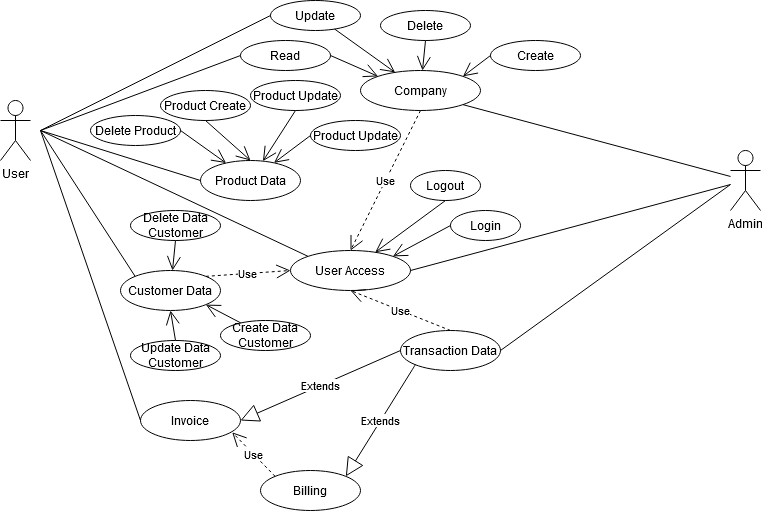 Update
Delete
Read
Create
Company
Product Update
Product Create
Delete Product
Product Update
Product Data
Use
User
Admin
Logout
Login
Delete Data
Customer
User Access
Use
Customer Data
Use
Create Data
Customer
Update Data
Customer
Transaction Data
Extends
Invoice
Extends
Use
Billing